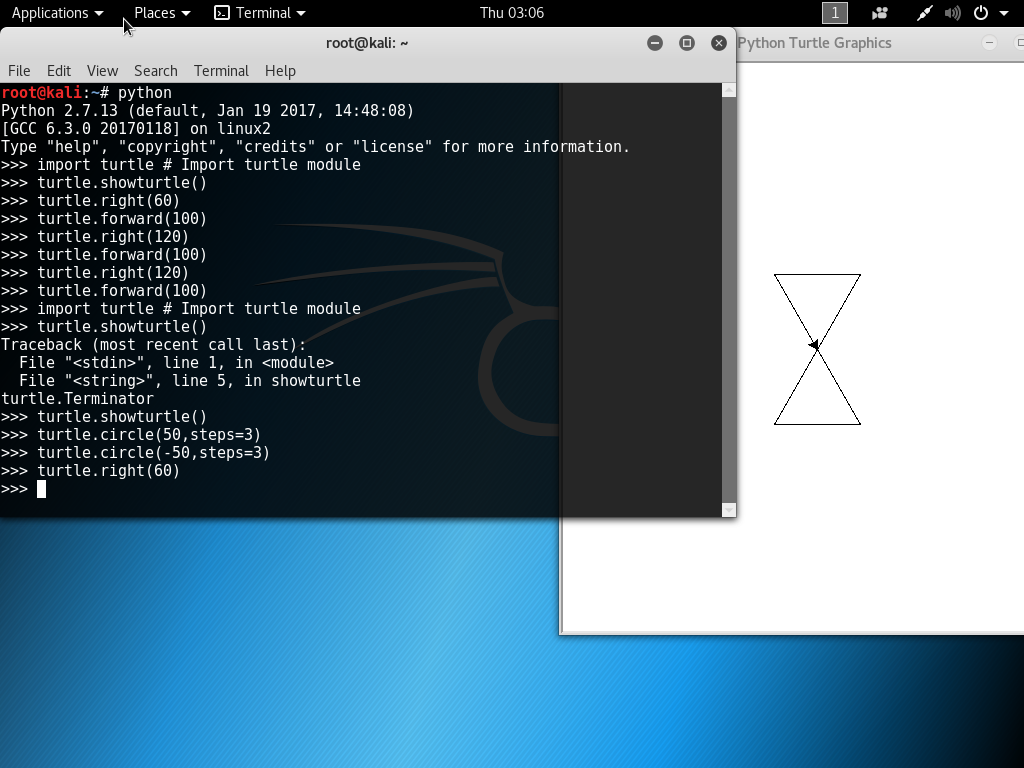 Applications Places Terminal Thu 03:06 1
root@kali: ~
Python Turtle Graphics
File Edit View Search Terminal Help
root@kali:~# python
Python 2.7.13 (default, Jan 19 2017, 14:48:08)
[GCC 6.3.0 20170118] on linux2
Type "help", "copyright", "credits" or "license" for more information.
>>> import turtle # Import turtle module
>>> turtle.showturtle()
>>> turtle.right(60)
>>> turtle.forward(100)
>>> turtle.right(120)
>>> turtle.forward(100)
>>> turtle.right(120)
>>> turtle.forward(100)
>>> import turtle # Import turtle module
>>> turtle.showturtle()
Traceback (most recent call last):
  File "<stdin>", line 1, in <module>
  File "<string>", line 5, in showturtle
turtle.Terminator
>>> turtle.showturtle()
>>> turtle.circle(50,steps=3)
>>> turtle.circle(-50,steps=3)
>>> turtle.right(60)
>>>